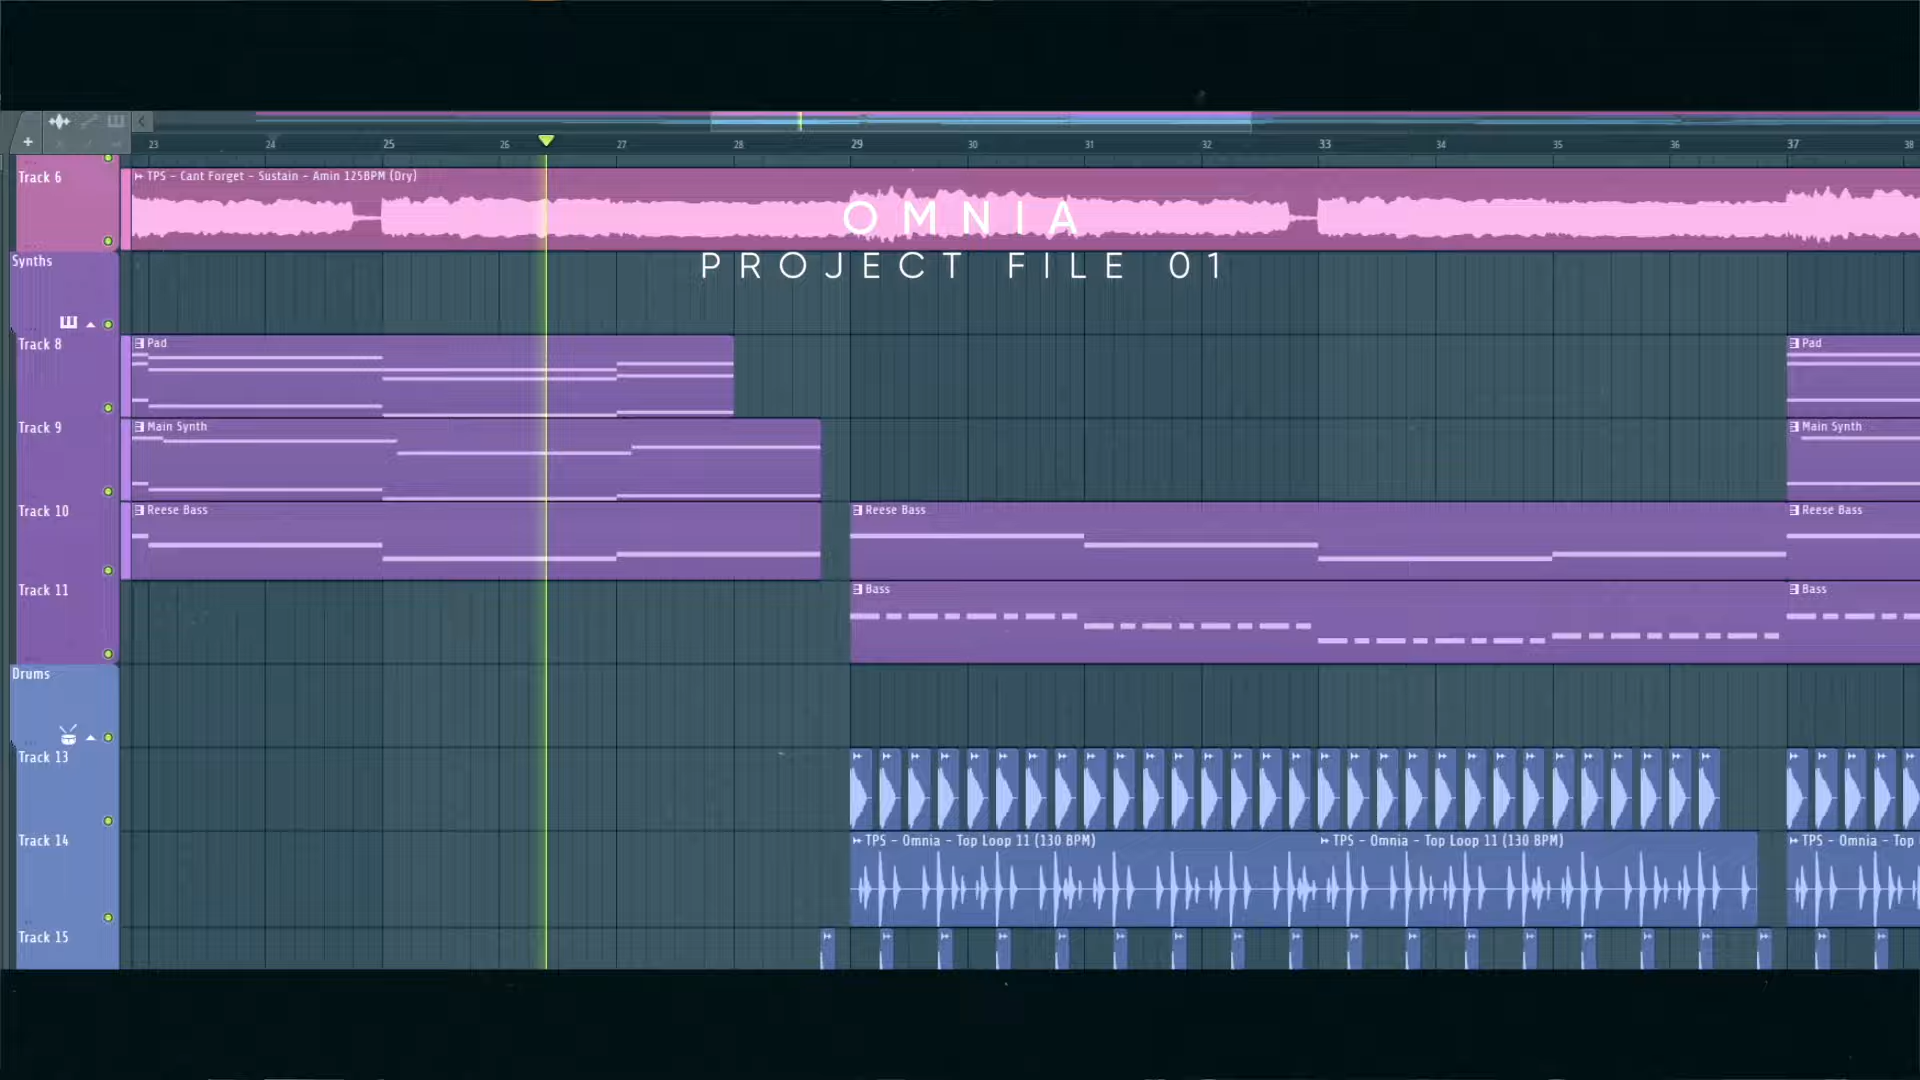 23 24 25 26 27 28 29 30 31 32 33 34 35 36 37 38
Track 6
TPS - Cant Forget - Sustain - Amin 125BPM (Dry)
OMNIA
PROJECT FILE 01
Synths
Track 8
Pad
Pad
Track 9
Main Synth
Main Synth
Track 10
Reese Bass
Reese Bass
Reese Bass
Track 11
Bass
Bass
Drums
Track 13
Track 14
TPS - Omnia - Top Loop 11 (130 BPM)
TPS - Omnia - Top Loop 11 (130 BPM)
TPS - Omnia - Top
Track 15